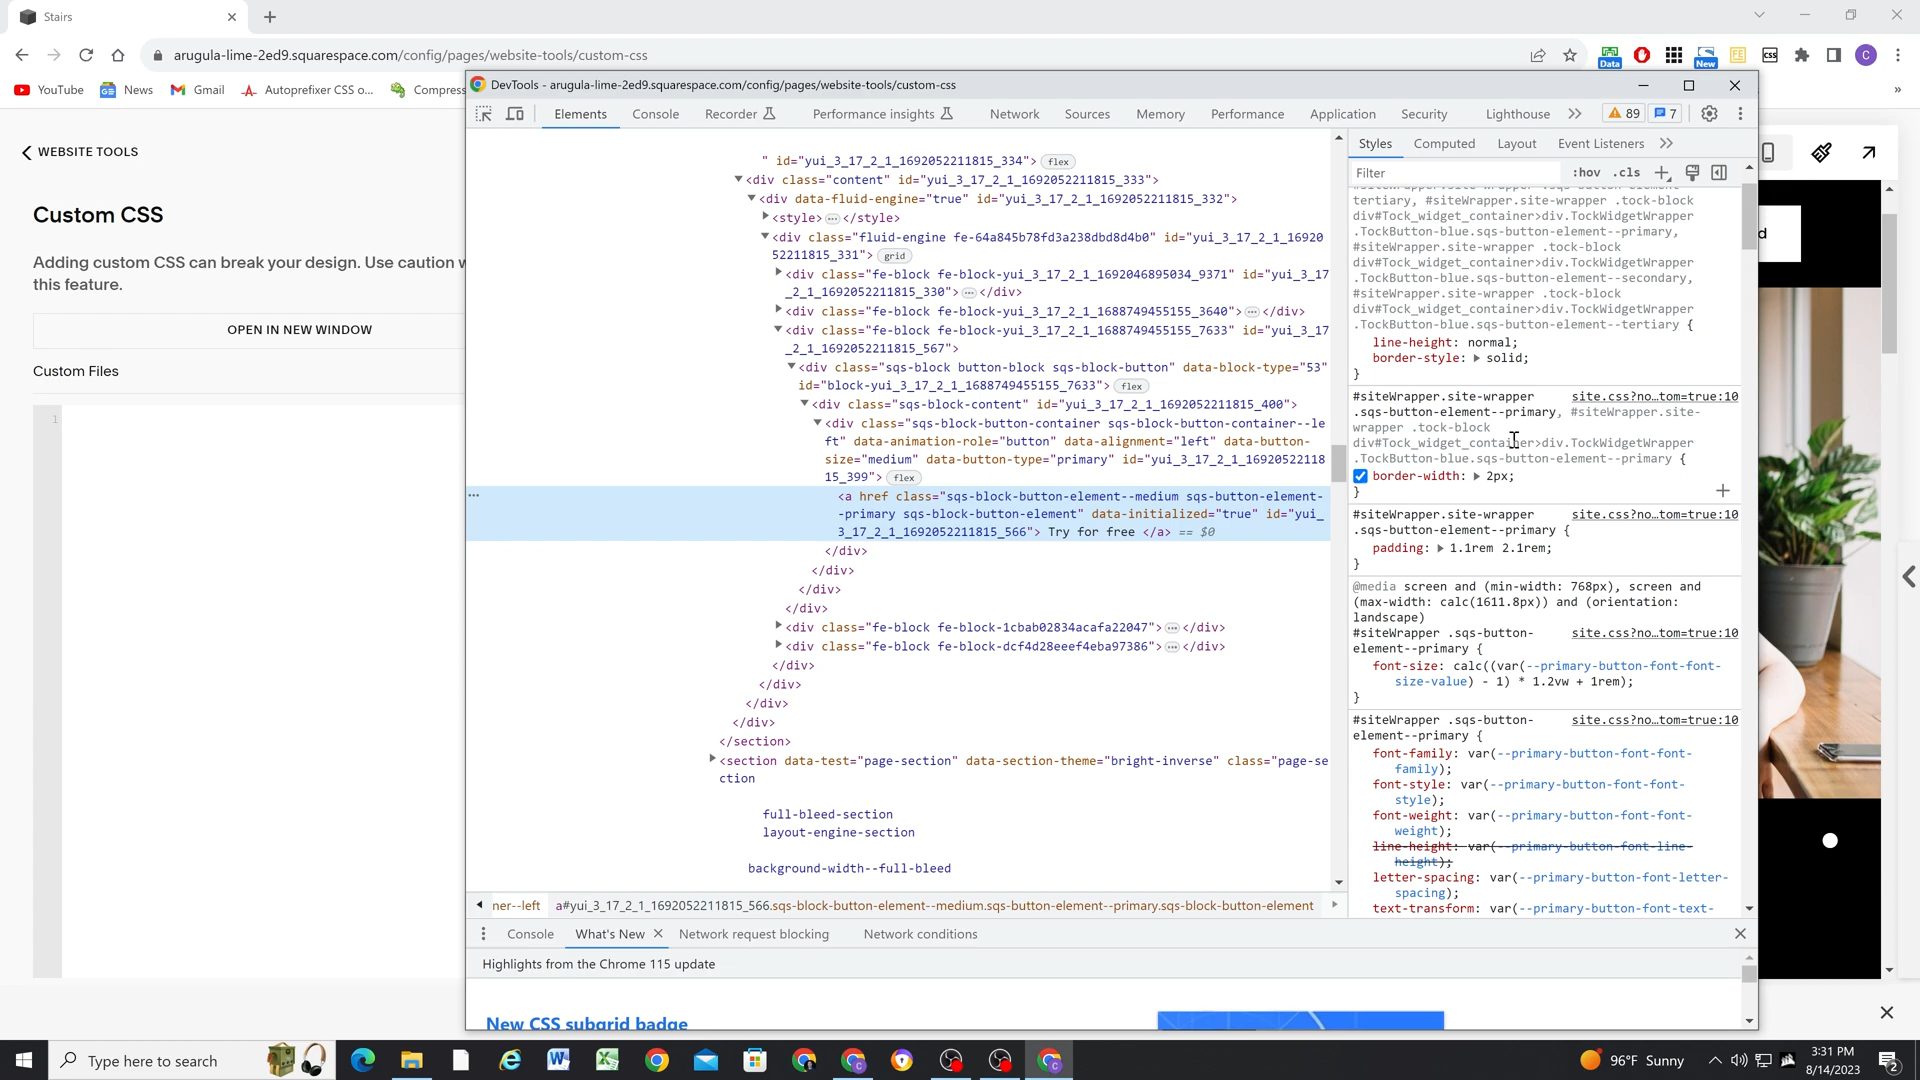 Stairs
arugula-lime-2ed9.squarespace.com/config/pages/website-tools/custom-css
Data
New
FE
CSS
C
YouTube
News
Gmail
Autoprefixer CSS o...
Compress
»
DevTools - arugula-lime-2ed9.squarespace.com/config/pages/website-tools/custom-css
Elements
Console
Recorder
Performance insights
Network
Sources
Memory
Performance
Application
Security
Lighthouse
89
7
WEBSITE TOOLS
Custom CSS
Adding custom CSS can break your design. Use caution w
this feature.
OPEN IN NEW WINDOW
Custom Files
1
" id="yui_3_17_2_1_1692052211815_334"> flex
<div class="content" id="yui_3_17_2_1_1692052211815_333">
<div data-fluid-engine="true" id="yui_3_17_2_1_1692052211815_332">
<style> ... </style>
<div class="fluid-engine fe-64a845b78fd3a238dbd8d4b0" id="yui_3_17_2_1_16920
52211815_331"> grid
<div class="fe-block fe-block-yui_3_17_2_1_1692046895034_9371" id="yui_3_17
_2_1_1692052211815_330"> ... </div>
<div class="fe-block fe-block-yui_3_17_2_1_1688749455155_3640"> ... </div>
<div class="fe-block fe-block-yui_3_17_2_1_1688749455155_7633" id="yui_3_17
_2_1_1692052211815_567">
<div class="sqs-block button-block sqs-block-button" data-block-type="53"
id="block-yui_3_17_2_1_1688749455155_7633"> flex
<div class="sqs-block-content" id="yui_3_17_2_1_1692052211815_400">
<div class="sqs-block-button-container sqs-block-button-container--le
ft" data-animation-role="button" data-alignment="left" data-button-
size="medium" data-button-type="primary" id="yui_3_17_2_1_16920522118
15_399"> flex
<a href class="sqs-block-button-element--medium sqs-button-element-
-primary sqs-block-button-element" data-initialized="true" id="yui_
3_17_2_1_1692052211815_566"> Try for free </a> == $0
</div>
</div>
</div>
</div>
<div class="fe-block fe-block-1cbab02834acafa22047"> ... </div>
<div class="fe-block fe-block-dcf4d28eeef4eba97386"> ... </div>
</div>
</div>
</div>
</div>
</section>
<section data-test="page-section" data-section-theme="bright-inverse" class="page-se
ction
full-bleed-section
layout-engine-section
background-width--full-bleed
ner--left
a#yui_3_17_2_1_1692052211815_566.sqs-block-button-element--medium.sqs-button-element--primary.sqs-block-button-element
Styles
Computed
Layout
Event Listeners
Filter
:hov
.cls
#siteWrapper.site-wrapper .sqs-button-element--
tertiary, #siteWrapper.site-wrapper .tock-block
div#Tock_widget_container>div.TockWidgetWrapper
.TockButton-blue.sqs-button-element--primary,
#siteWrapper.site-wrapper .tock-block
div#Tock_widget_container>div.TockWidgetWrapper
.TockButton-blue.sqs-button-element--secondary,
#siteWrapper.site-wrapper .tock-block
div#Tock_widget_container>div.TockWidgetWrapper
.TockButton-blue.sqs-button-element--tertiary {
line-height: normal;
border-style: solid;
}
#siteWrapper.site-wrapper site.css?no…tom=true:10
.sqs-button-element--primary, #siteWrapper.site-
wrapper .tock-block
div#Tock_widget_container>div.TockWidgetWrapper
.TockButton-blue.sqs-button-element--primary {
border-width: 2px;
}
#siteWrapper.site-wrapper site.css?no…tom=true:10
.sqs-button-element--primary {
padding: 1.1rem 2.1rem;
}
@media screen and (min-width: 768px), screen and
(max-width: calc(1611.8px)) and (orientation:
landscape)
#siteWrapper .sqs-button- site.css?no…tom=true:10
element--primary {
font-size: calc((var(--primary-button-font-font-
size-value) - 1) * 1.2vw + 1rem);
}
#siteWrapper .sqs-button- site.css?no…tom=true:10
element--primary {
font-family: var(--primary-button-font-font-
family);
font-style: var(--primary-button-font-font-
style);
font-weight: var(--primary-button-font-font-
weight);
line-height: var(--primary-button-font-line-
height);
letter-spacing: var(--primary-button-font-letter-
spacing);
text-transform: var(--primary-button-font-text-
d
Console
What's New
Network request blocking
Network conditions
Highlights from the Chrome 115 update
New CSS subgrid badge
Type here to search
96°F Sunny
3:31 PM
8/14/2023
2